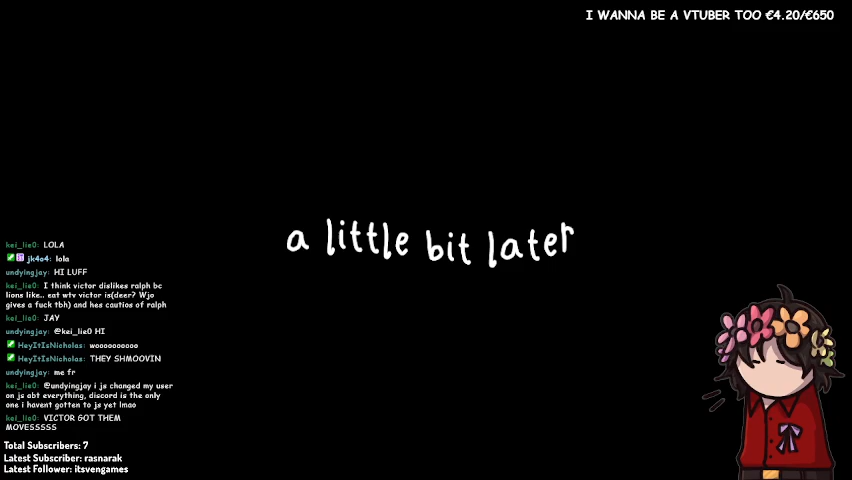 I WANNA BE A VTUBER TOO €4.20/€650
a little bit later
kei_lie0: LOLA
jk4o4: lola
undyingjay: HI LUFF
kei_lie0: I think victor dislikes ralph bc
lions like.. eat wtv victor is(deer? Wjo
gives a fuck tbh) and hes cautios of ralph
kei_lie0: JAY
undyingjay: @kei_lie0 HI
HeyItIsNicholas: woooooooooo
HeyItIsNicholas: THEY SHMOOVIN
undyingjay: me fr
kei_lie0: @undyingjay i js changed my user
on js abt everything, discord is the only
one i havent gotten to js yet lmao
kei_lie0: VICTOR GOT THEM
MOVESSSSS
Total Subscribers: 7
Latest Subscriber: rasnarak
Latest Follower: itsvengames